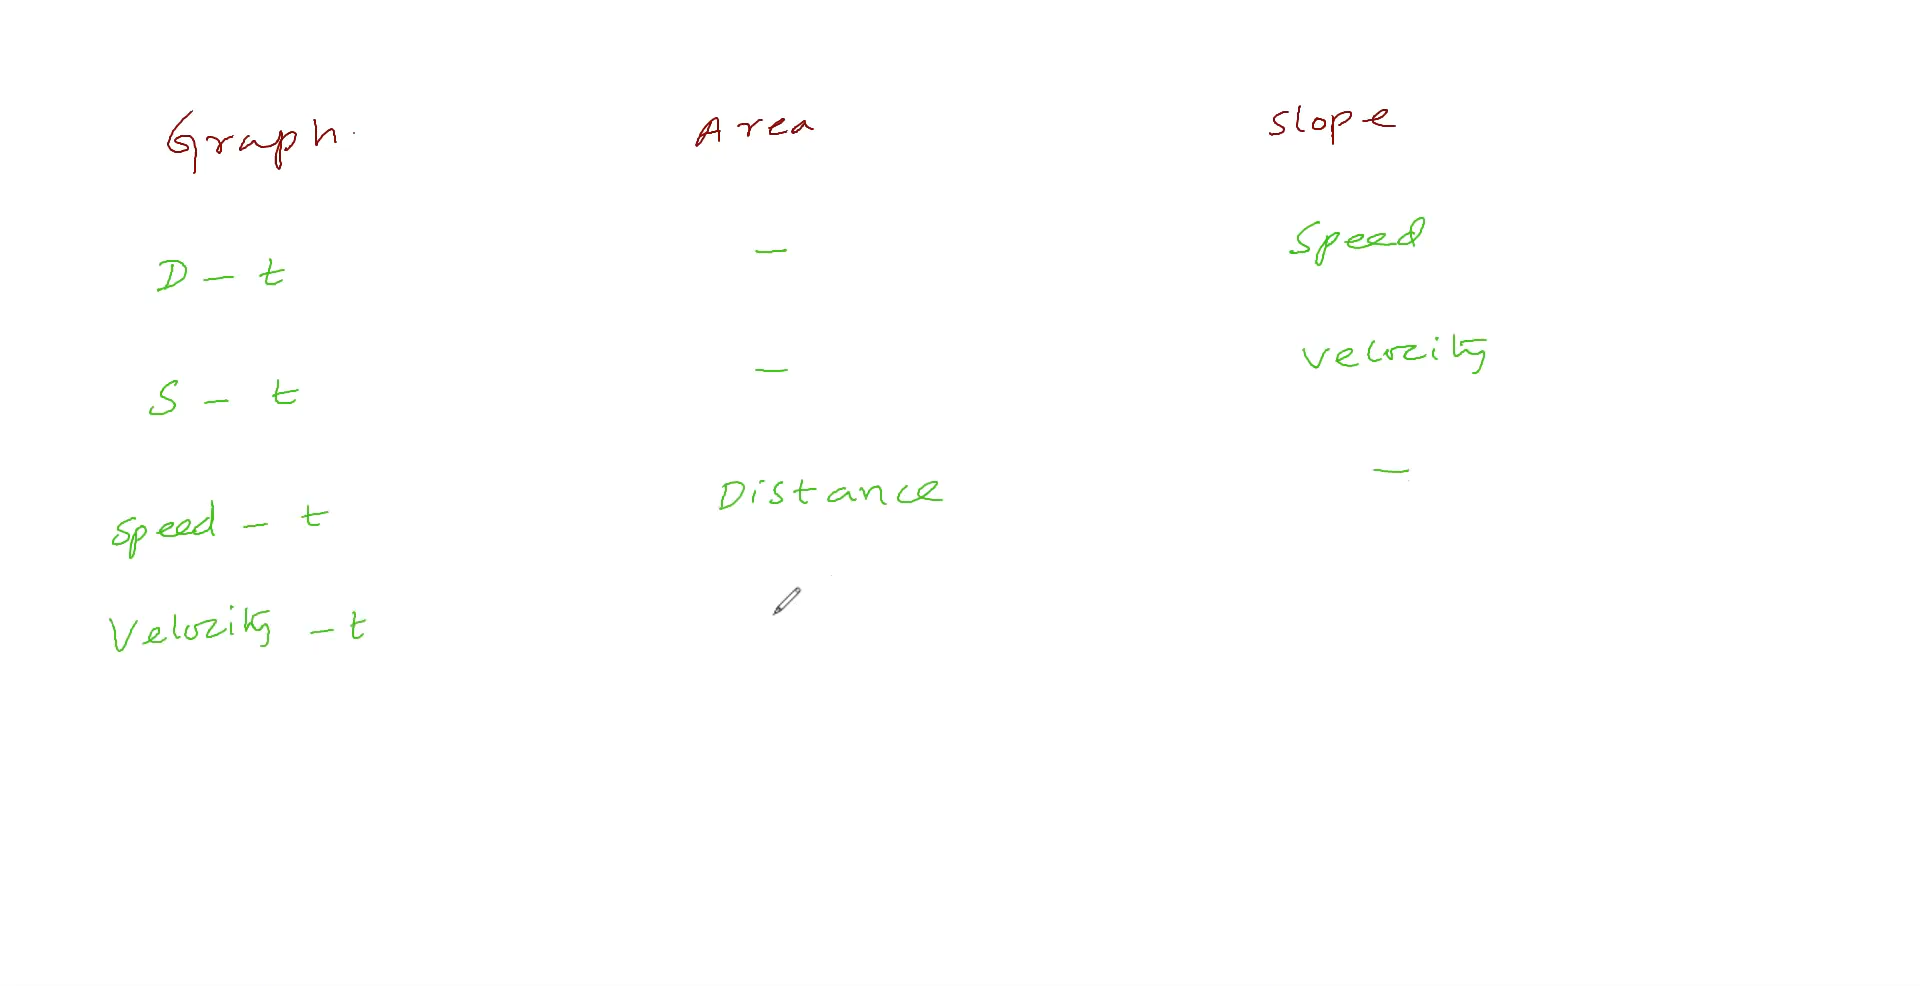 Graph. Area Slope
D - t - Speed
S - t - Velocity
Speed - t Distance -
Velocity - t